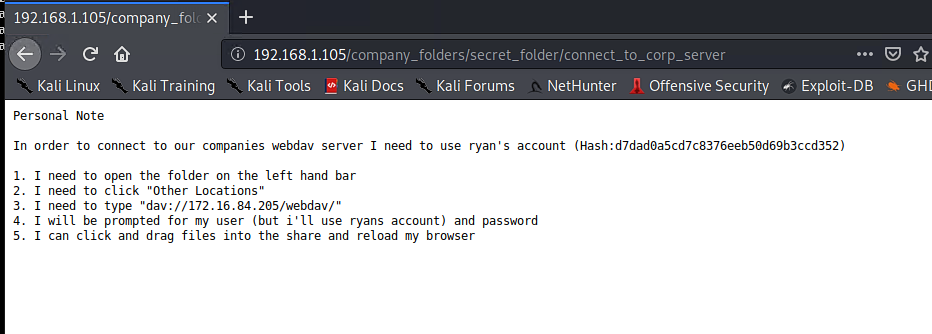 192.168.1.105/company_fol
192.168.1.105/company_folders/secret_folder/connect_to_corp_server
Kali Linux Kali Training Kali Tools Kali Docs Kali Forums NetHunter Offensive Security Exploit-DB GHD
Personal Note
In order to connect to our companies webdav server I need to use ryan's account (Hash:d7dad0a5cd7c8376eeb50d69b3ccd352)
1. I need to open the folder on the left hand bar
2. I need to click "Other Locations"
3. I need to type "dav://172.16.84.205/webdav/"
4. I will be prompted for my user (but i'll use ryans account) and password
5. I can click and drag files into the share and reload my browser